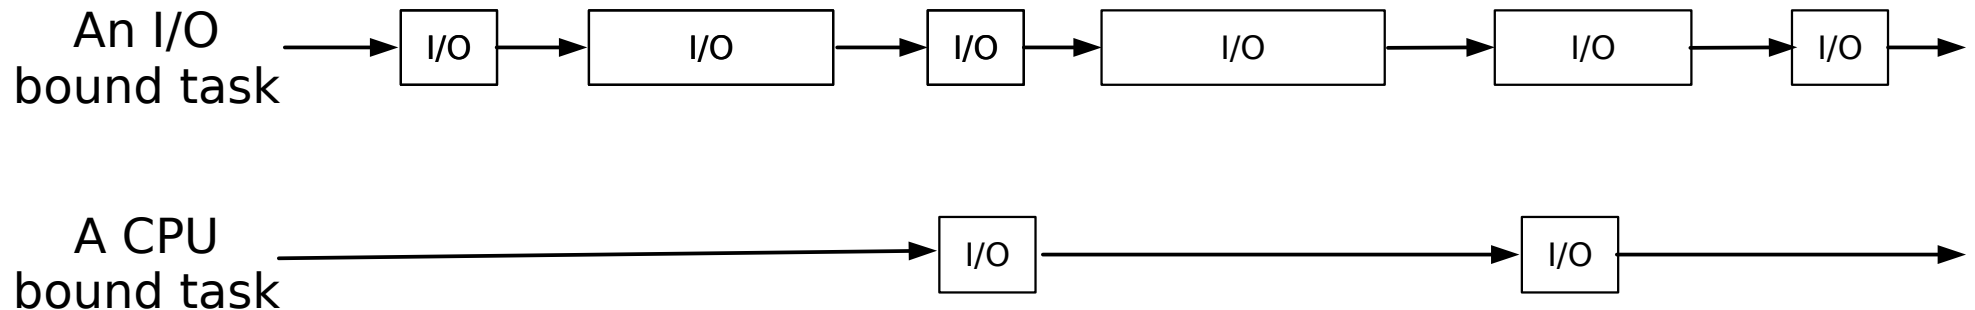 An I/O
bound task
I/O
I/O
I/O
I/O
I/O
I/O
A CPU
bound task
I/O
I/O